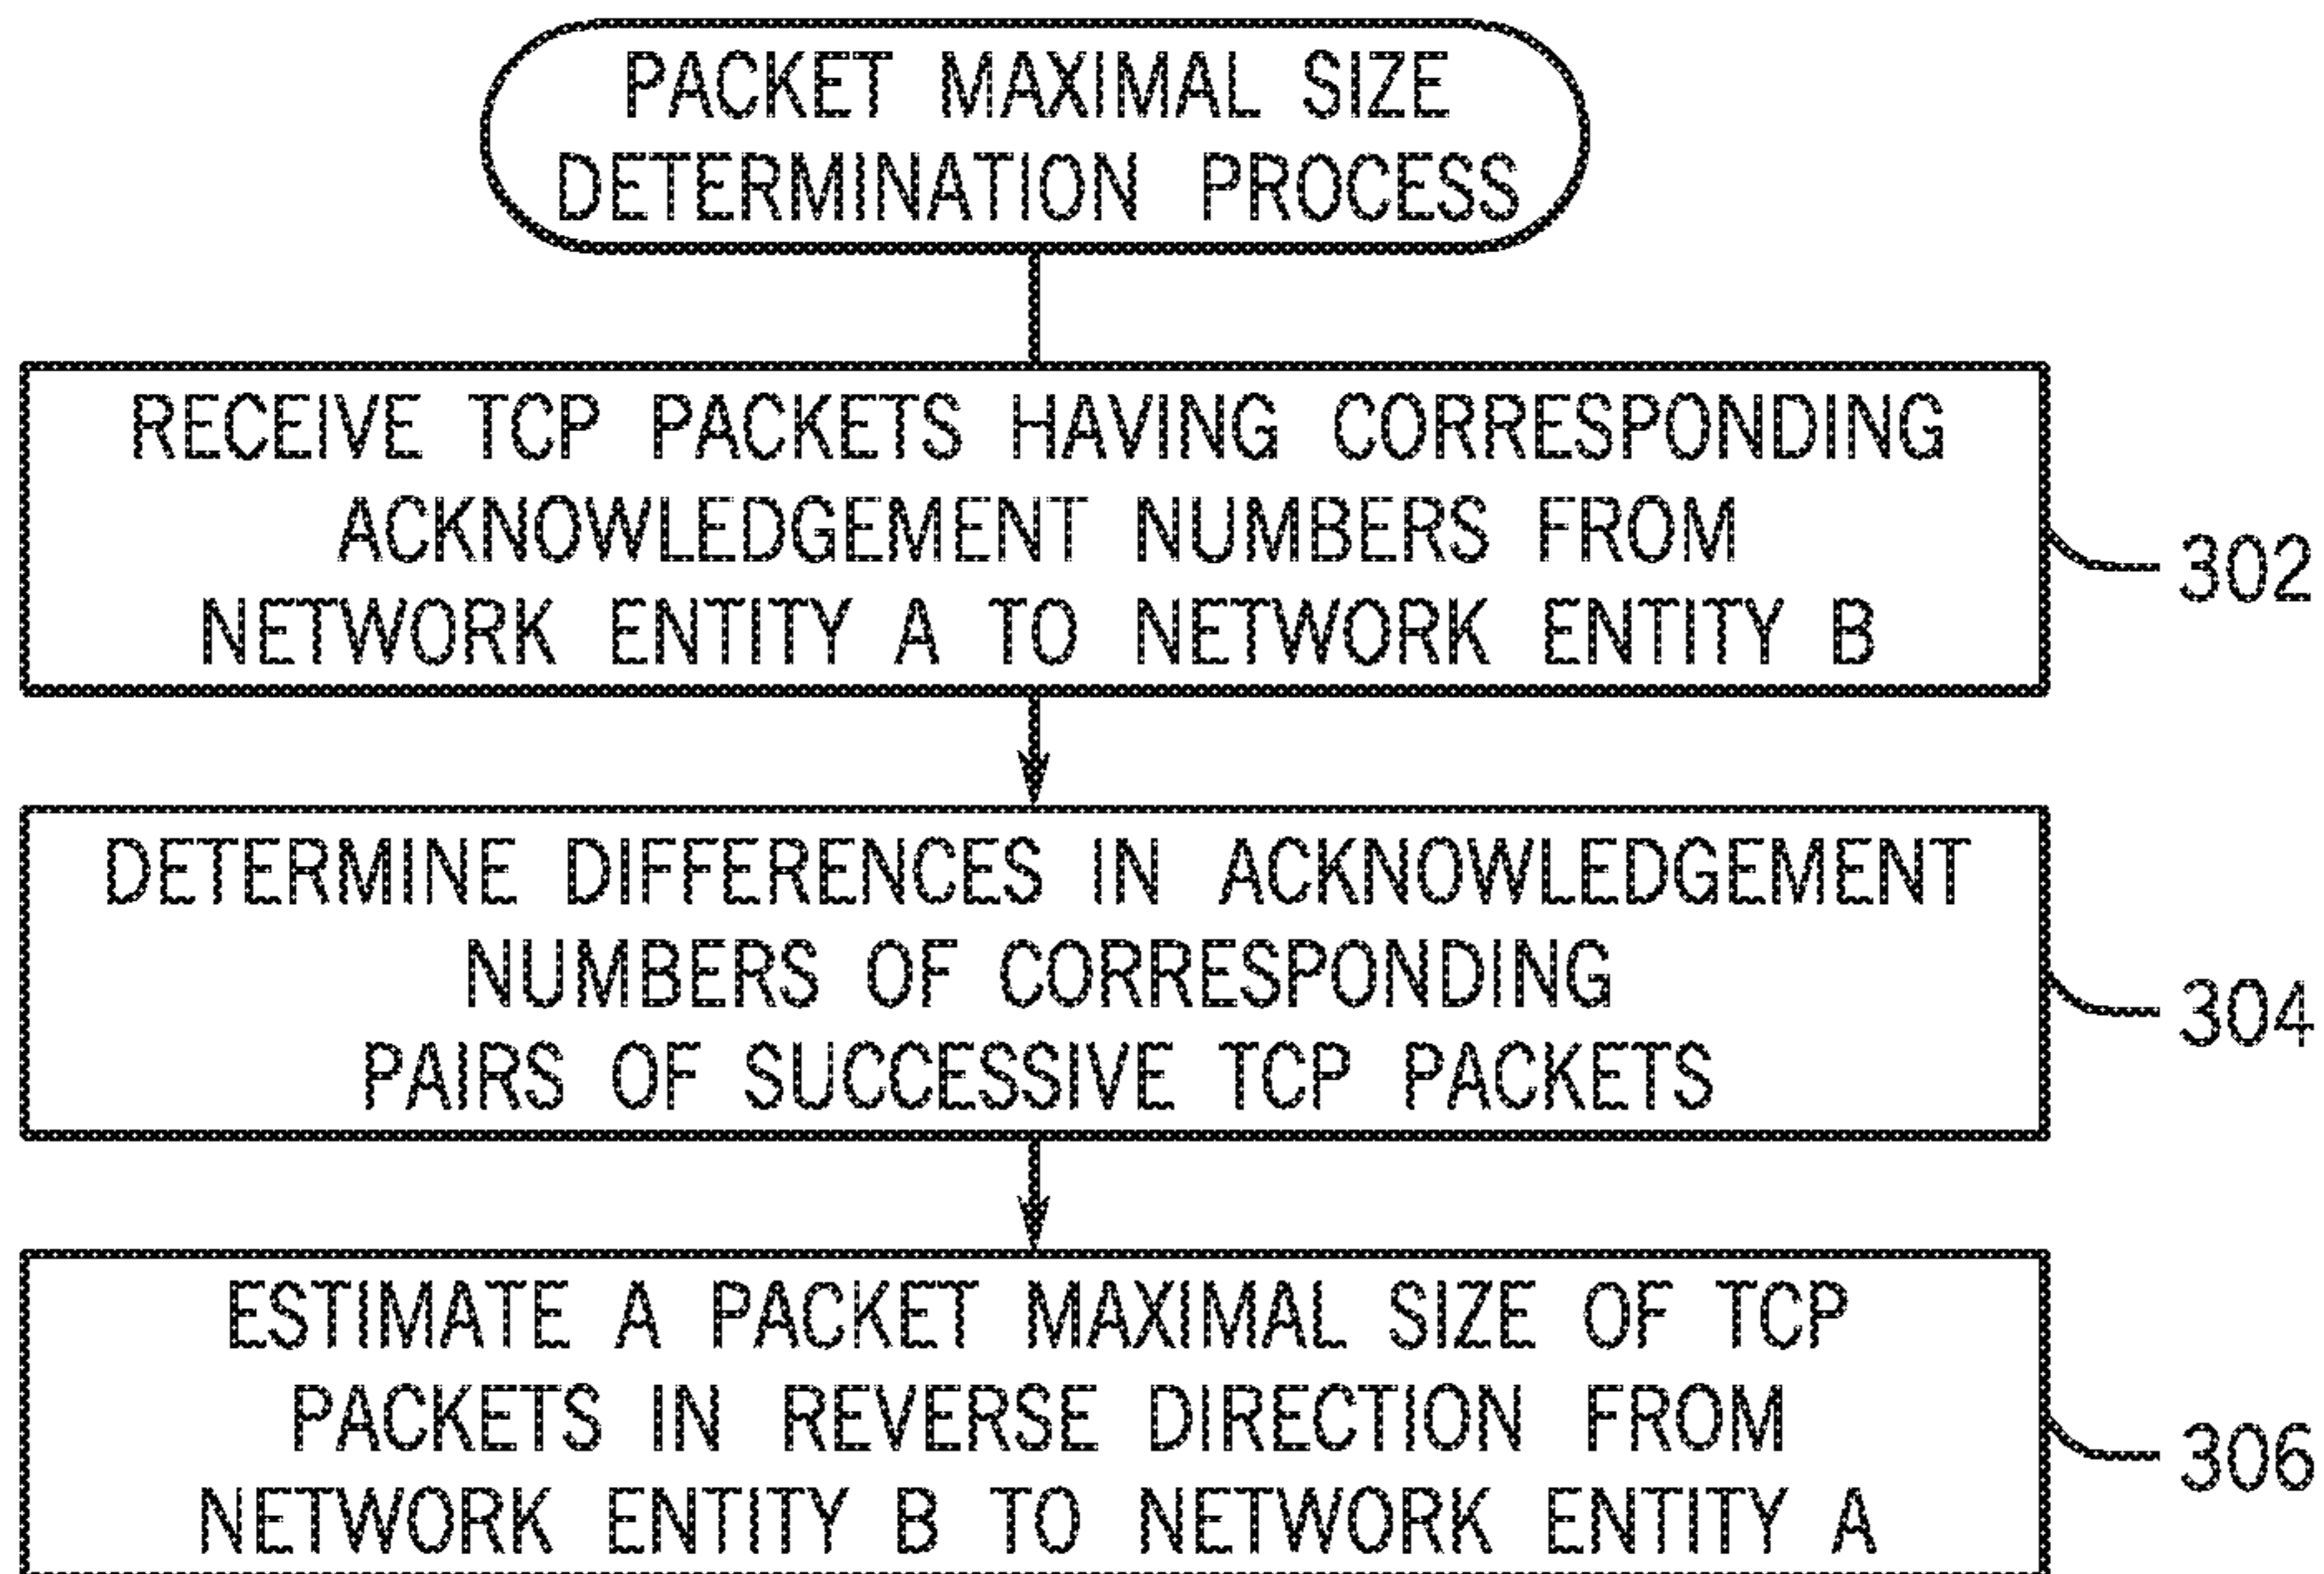 PACKET MAXIMAL SIZE
DETERMINATION PROCESS
RECEIVE TCP PACKETS HAVING CORRESPONDING
ACKNOWLEDGEMENT NUMBERS FROM
NETWORK ENTITY A TO NETWORK ENTITY B
302
DETERMINE DIFFERENCES IN ACKNOWLEDGEMENT
NUMBERS OF CORRESPONDING
PAIRS OF SUCCESSIVE TCP PACKETS
304
ESTIMATE A PACKET MAXIMAL SIZE OF TCP
PACKETS IN REVERSE DIRECTION FROM
NETWORK ENTITY B TO NETWORK ENTITY A
306